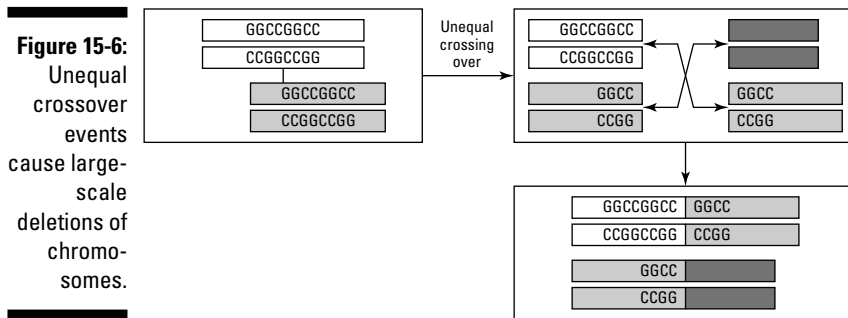 Figure 15-6:
Unequal
crossover
events
cause large-
scale
deletions of
chromo-
somes.
GGCCGGCC
CCGGCCGG
GGCCGGCC
CCGGCCGG
Unequal
crossing
over
GGCCGGCC
CCGGCCGG
GGCC
CCGG
GGCC
CCGG
GGCCGGCC GGCC
CCGGCCGG CCGG
GGCC
CCGG